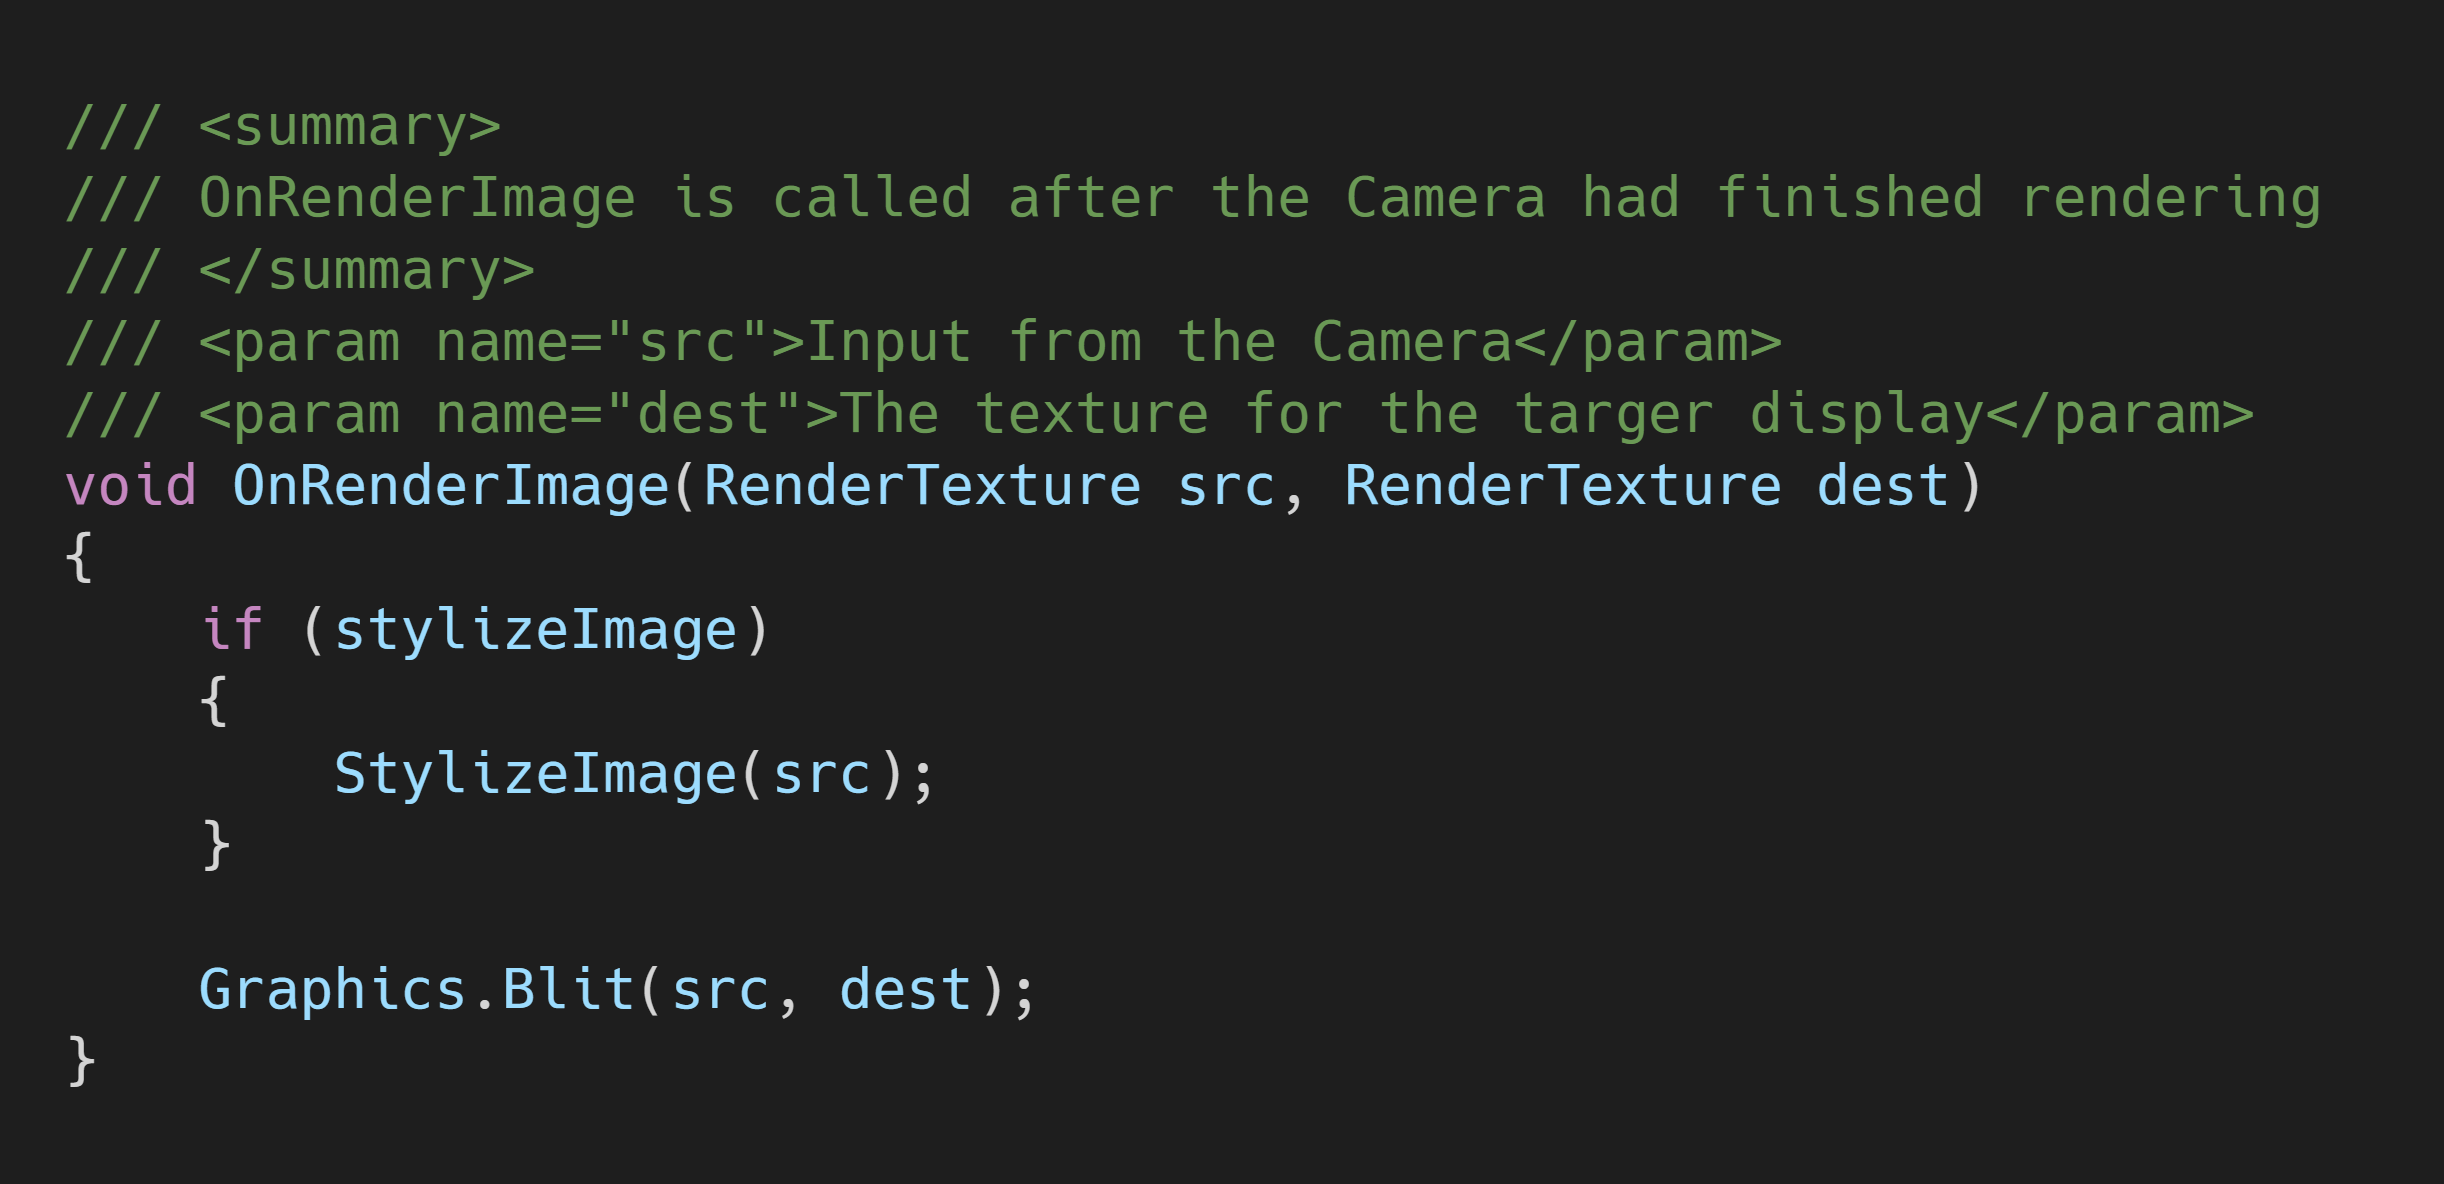 /// <summary>
/// OnRenderImage is called after the Camera had finished rendering
/// </summary>
/// <param name="src">Input from the Camera</param>
/// <param name="dest">The texture for the targer display</param>
void OnRenderImage(RenderTexture src, RenderTexture dest)
{
    if (stylizeImage)
    {
        StylizeImage(src);
    }

    Graphics.Blit(src, dest);
}